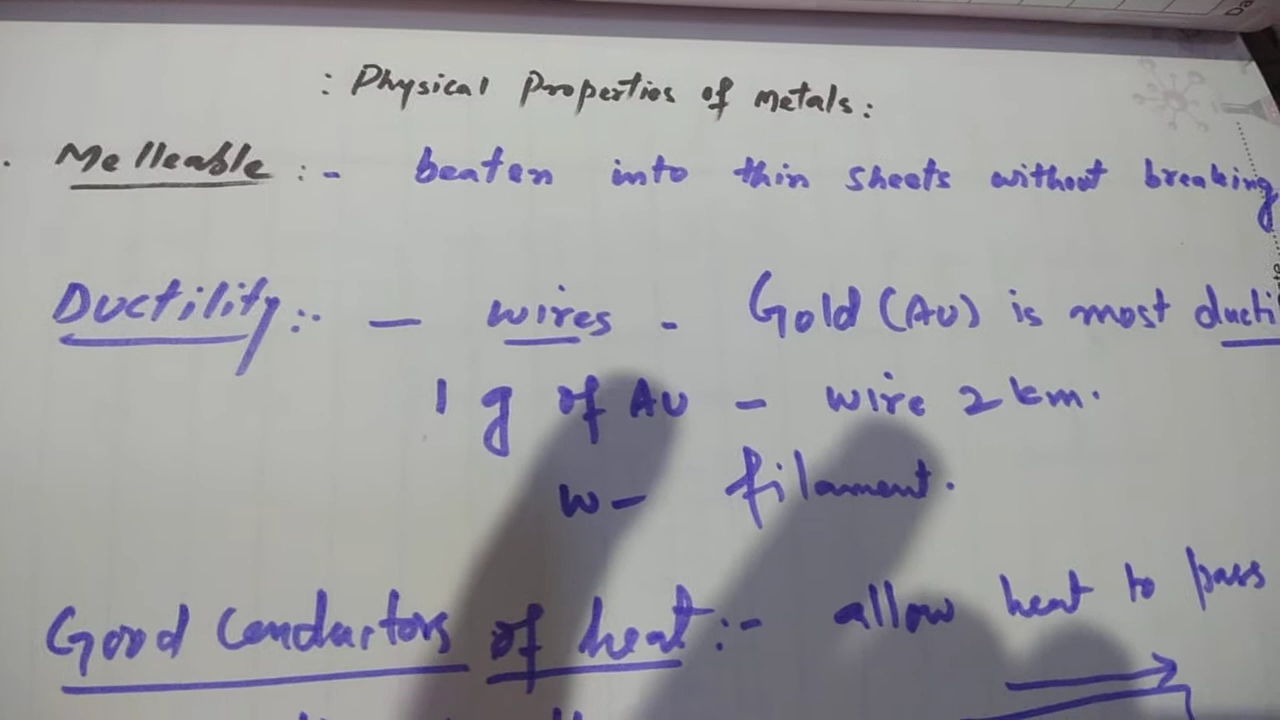 : Physical Properties of metals:
. Melleable :- beaten into thin sheets without breaking
Ductility:- — wires - Gold (Au) is most ducti
1 g of Au - wire 2 km.
W- filament.
Good Conductors of heat:- allow heat to pass